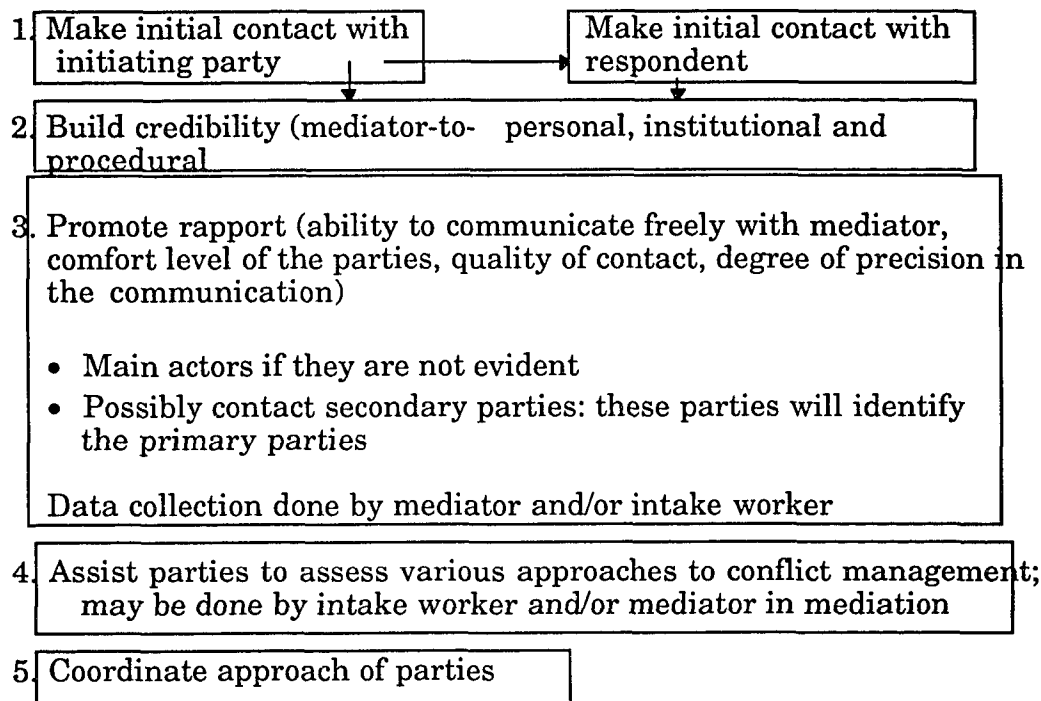 1. Make initial contact with
initiating party
Make initial contact with
respondent
2. Build credibility (mediator-to- personal, institutional and
procedural
3. Promote rapport (ability to communicate freely with mediator,
comfort level of the parties, quality of contact, degree of precision in
the communication)
• Main actors if they are not evident
• Possibly contact secondary parties: these parties will identify
the primary parties
Data collection done by mediator and/or intake worker
4. Assist parties to assess various approaches to conflict management;
may be done by intake worker and/or mediator in mediation
5. Coordinate approach of parties